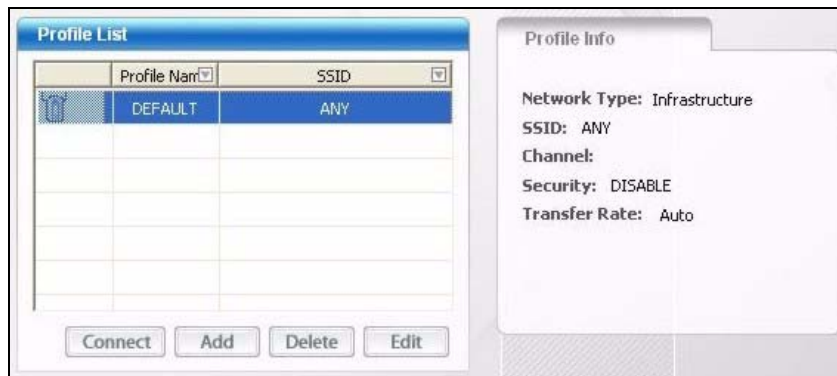 Profile List
Profile Nam SSID
DEFAULT ANY
Connect Add Delete Edit
Profile Info
Network Type: Infrastructure
SSID: ANY
Channel:
Security: DISABLE
Transfer Rate: Auto